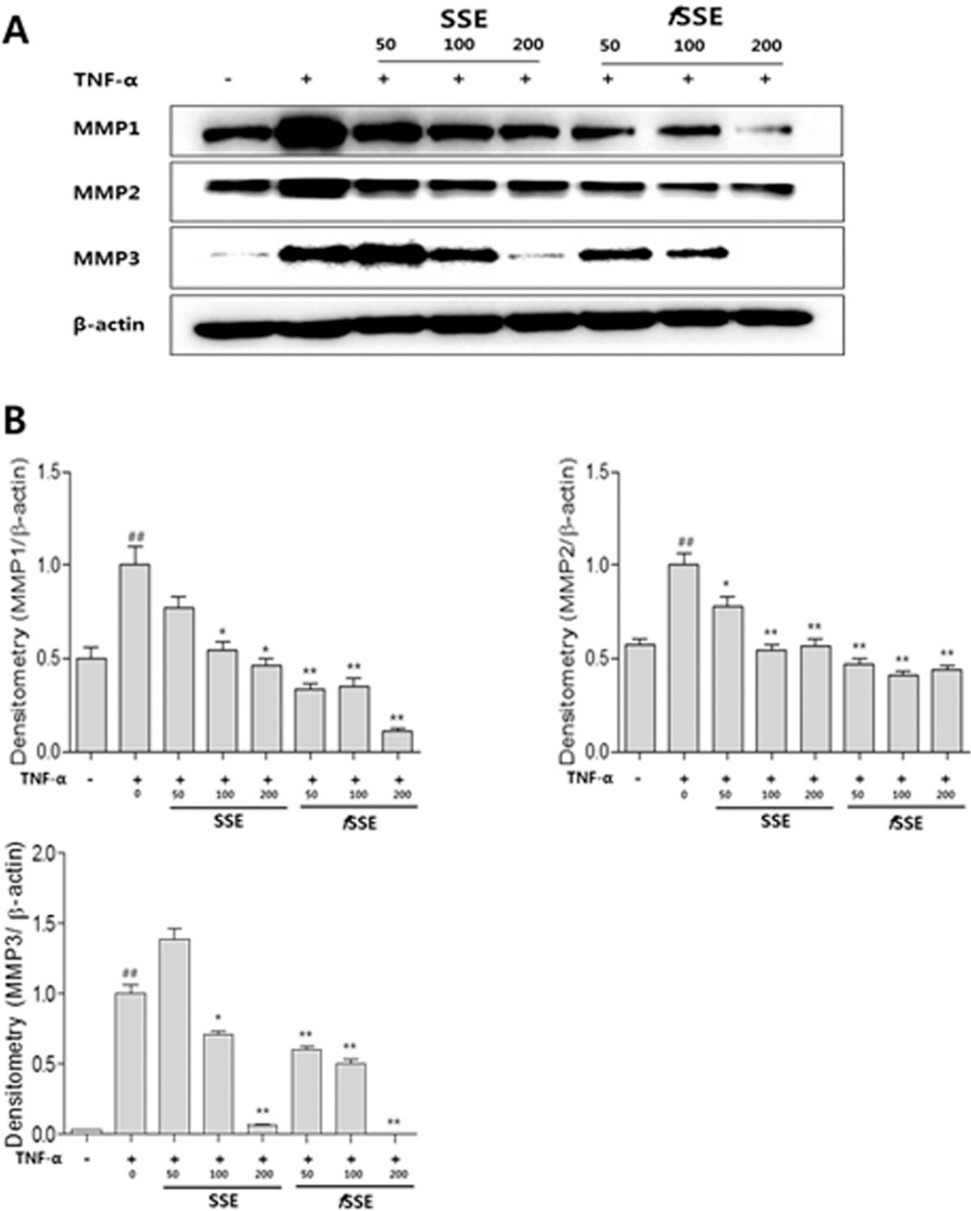 A
SSE fSSE
50 100 200 50 100 200
TNF-α - + + + + + + +
MMP1
MMP2
MMP3
β-actin
B
Densitometry (MMP1/β-actin)
1.5
1.0
0.5
0.0
##
* * ** ** **
TNF-α - + + + + + + +
0 50 100 200 50 100 200
SSE fSSE
Densitometry (MMP2/β-actin)
1.5
1.0
0.5
0.0
##
* ** ** ** ** **
TNF-α - + + + + + + +
0 50 100 200 50 100 200
SSE fSSE
Densitometry (MMP3/ β-actin)
2.0
1.5
1.0
0.5
0.0
##
* ** ** ** **
TNF-α - + + + + + + +
0 50 100 200 50 100 200
SSE fSSE